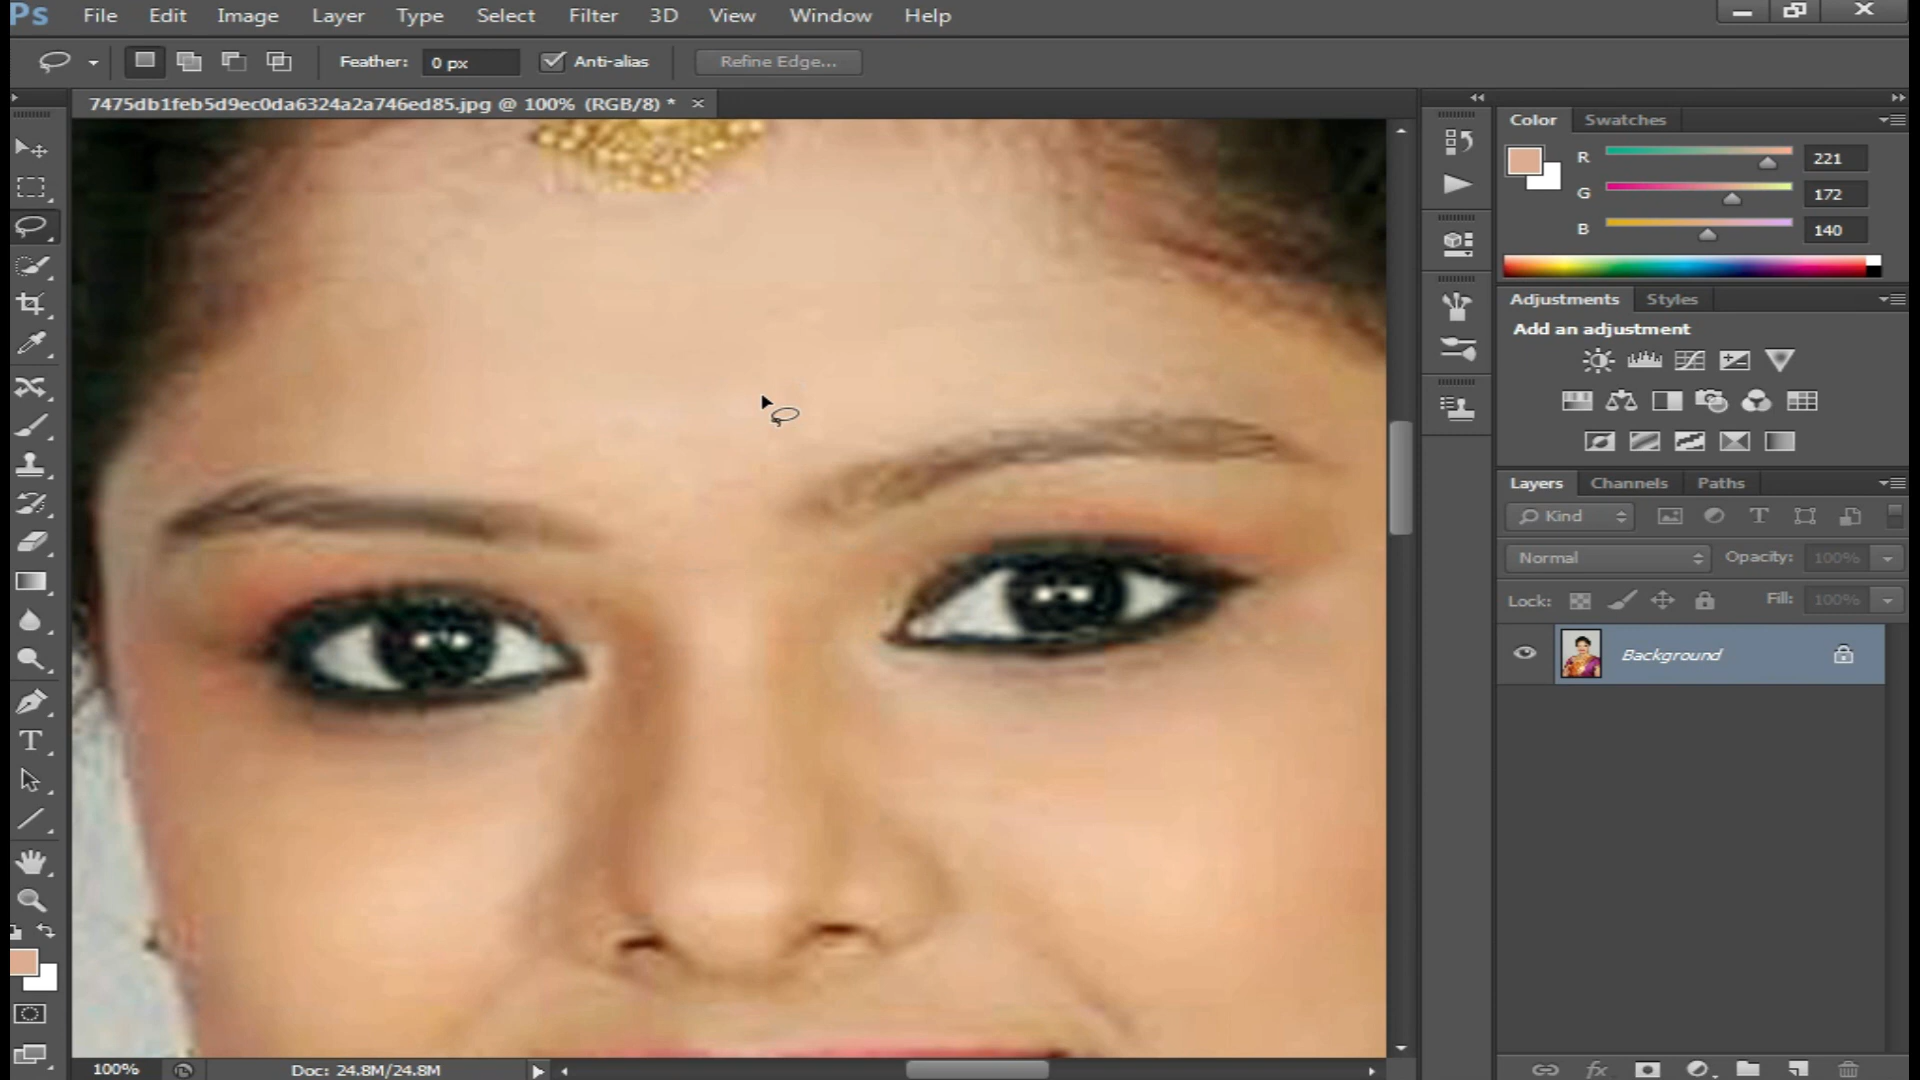 Ps File Edit Image Layer Type Select Filter 3D View Window Help
Feather: 0 px Anti-alias Refine Edge...
7475db1feb5d9ec0da6324a2a746ed85.jpg @ 100% (RGB/8) * ×
Color Swatches
R 221
G 172
B 140
Adjustments Styles
Add an adjustment
Layers Channels Paths
Kind
Normal Opacity: 100%
Lock: Fill: 100%
Background
100% Doc: 24.8M/24.8M
fx